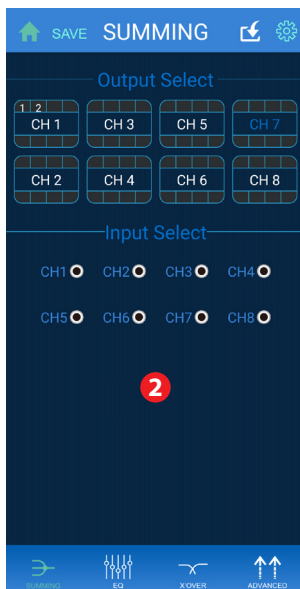 SAVE SUMMING
Output Select
1 2
CH 1 CH 3 CH 5 CH 7
CH 2 CH 4 CH 6 CH 8
Input Select
CH1 CH2 CH3 CH4
CH5 CH6 CH7 CH8
2
SUMMING EQ X'OVER ADVANCED